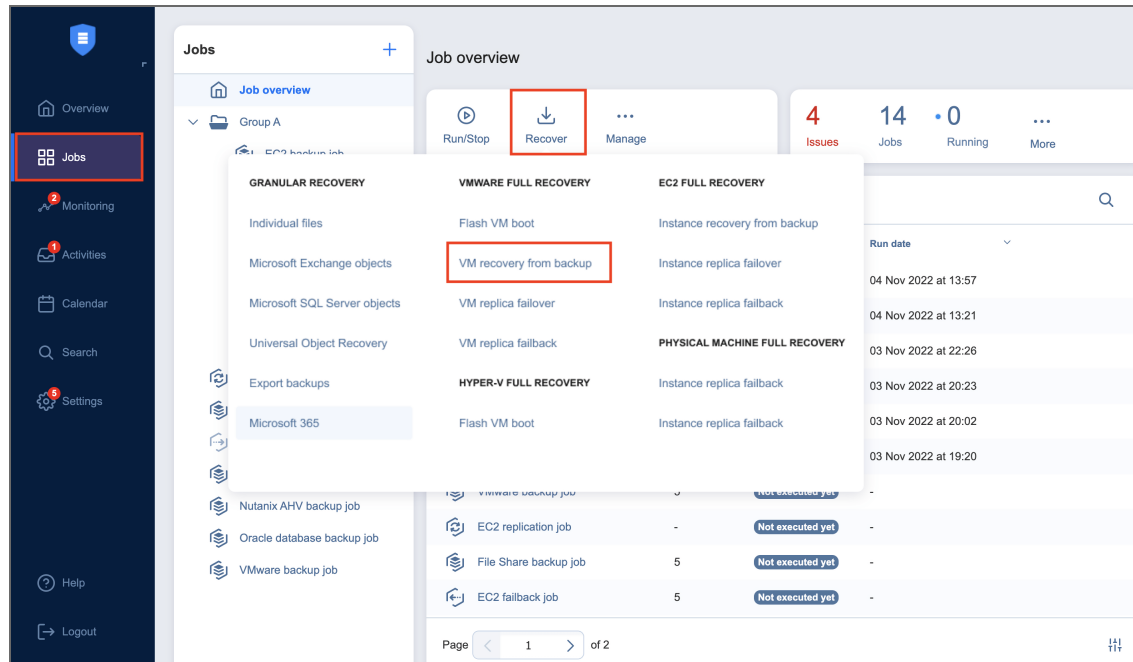 Overview
Jobs
2
Monitoring
1
Activities
Calendar
Search
5
Settings
Help
Logout
Jobs
Job overview
Group A
EC2 backup job
Nutanix AHV backup job
Oracle database backup job
VMware backup job
Job overview
Run/Stop
Recover
Manage
4
Issues
14
Jobs
0
Running
More
GRANULAR RECOVERY
Individual files
Microsoft Exchange objects
Microsoft SQL Server objects
Universal Object Recovery
Export backups
Microsoft 365
VMWARE FULL RECOVERY
Flash VM boot
VM recovery from backup
VM replica failover
VM replica failback
HYPER-V FULL RECOVERY
Flash VM boot
EC2 FULL RECOVERY
Instance recovery from backup
Instance replica failover
Instance replica failback
PHYSICAL MACHINE FULL RECOVERY
Instance replica failback
Instance replica failback
Run date
04 Nov 2022 at 13:57
04 Nov 2022 at 13:21
03 Nov 2022 at 22:26
03 Nov 2022 at 20:23
03 Nov 2022 at 20:02
03 Nov 2022 at 19:20
VMware backup job 5 Not executed yet -
EC2 replication job - Not executed yet -
File Share backup job 5 Not executed yet -
EC2 failback job 5 Not executed yet -
Page 1 of 2